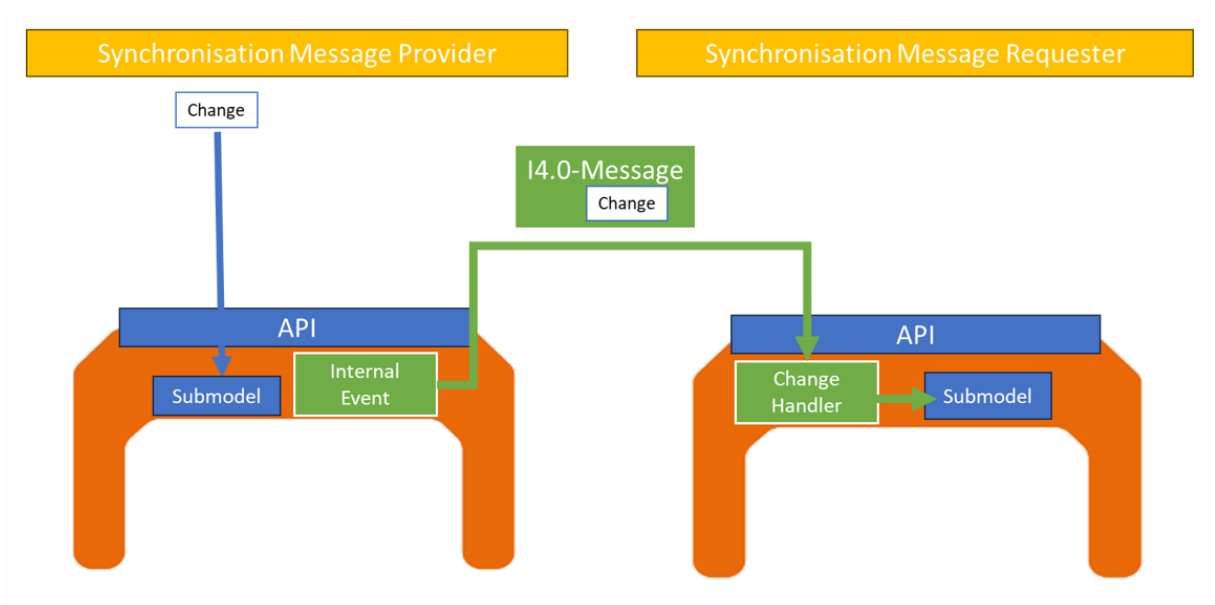 Synchronisation Message Provider
Synchronisation Message Requester
Change
I4.0-Message
Change
API
API
Internal
Event
Submodel
Change
Handler
Submodel